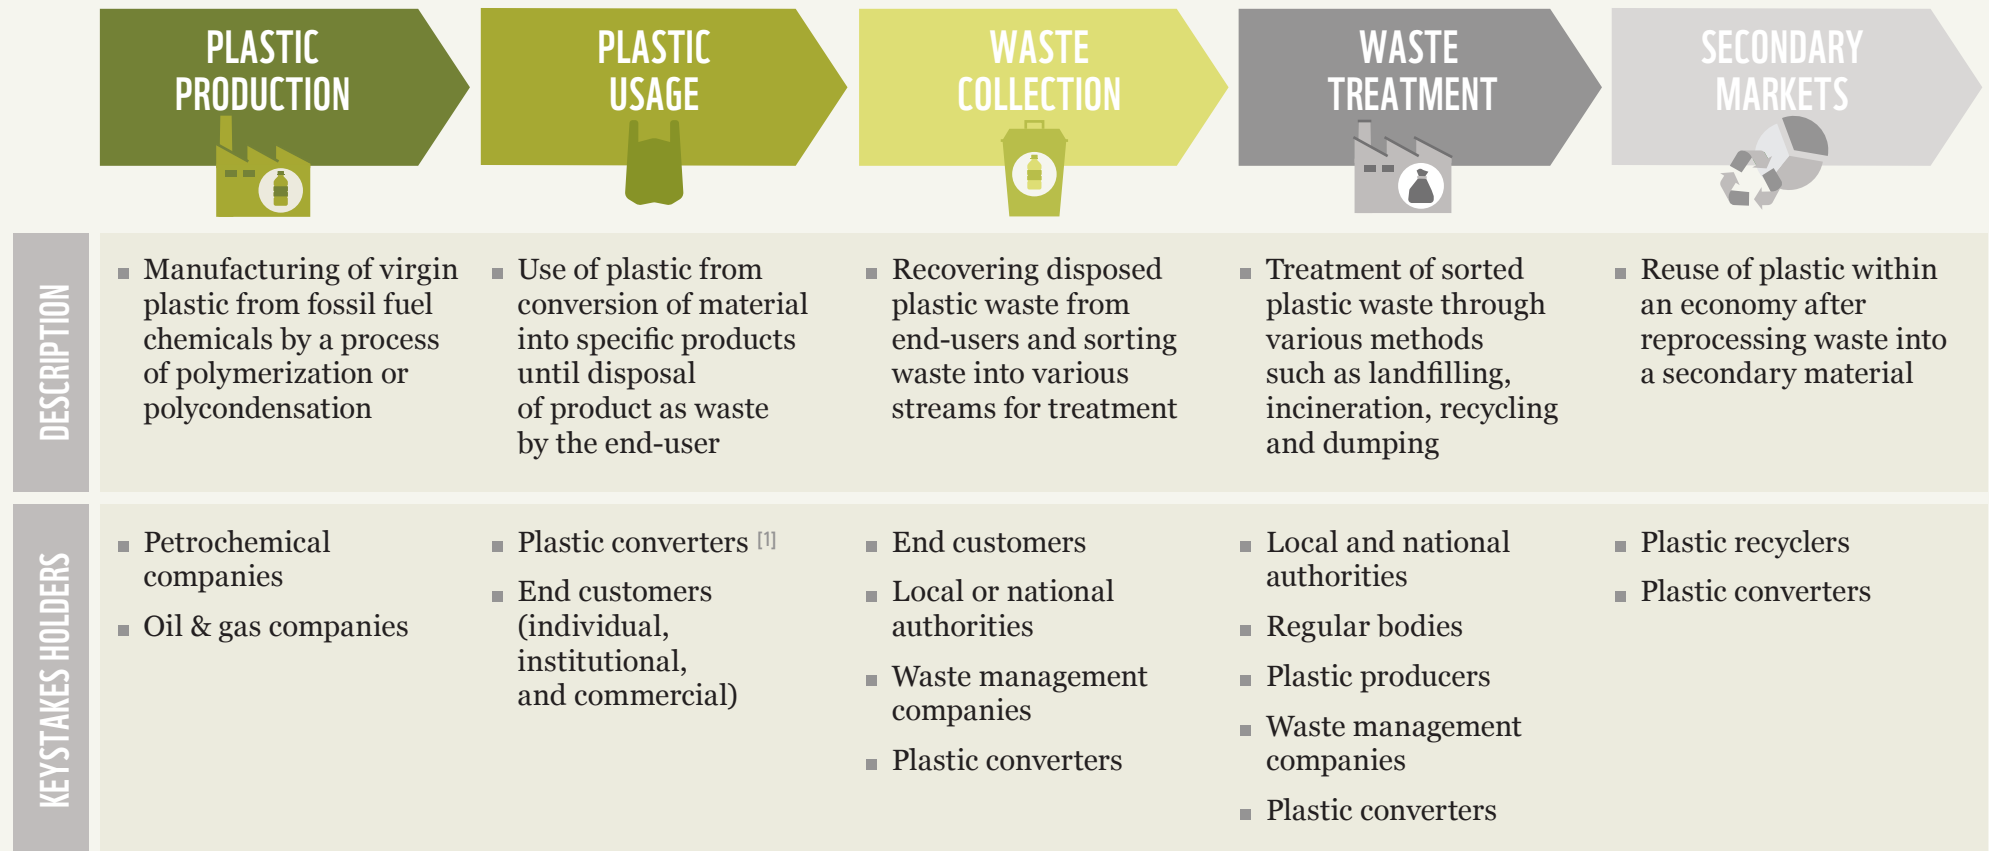 PLASTIC
PRODUCTION
PLASTIC
USAGE
WASTE
COLLECTION
WASTE
TREATMENT
SECONDARY
MARKETS
DESCRIPTION
▪ Manufacturing of virgin
plastic from fossil fuel
chemicals by a process
of polymerization or
polycondensation
▪ Use of plastic from
conversion of material
into specific products
until disposal
of product as waste
by the end-user
▪ Recovering disposed
plastic waste from
end-users and sorting
waste into various
streams for treatment
▪ Treatment of sorted
plastic waste through
various methods
such as landfilling,
incineration, recycling
and dumping
▪ Reuse of plastic within
an economy after
reprocessing waste into
a secondary material
KEYSTAKES HOLDERS
▪ Petrochemical
companies
▪ Oil & gas companies
▪ Plastic converters [1]
▪ End customers
(individual,
institutional,
and commercial)
▪ End customers
▪ Local or national
authorities
▪ Waste management
companies
▪ Plastic converters
▪ Local and national
authorities
▪ Regular bodies
▪ Plastic producers
▪ Waste management
companies
▪ Plastic converters
▪ Plastic recyclers
▪ Plastic converters